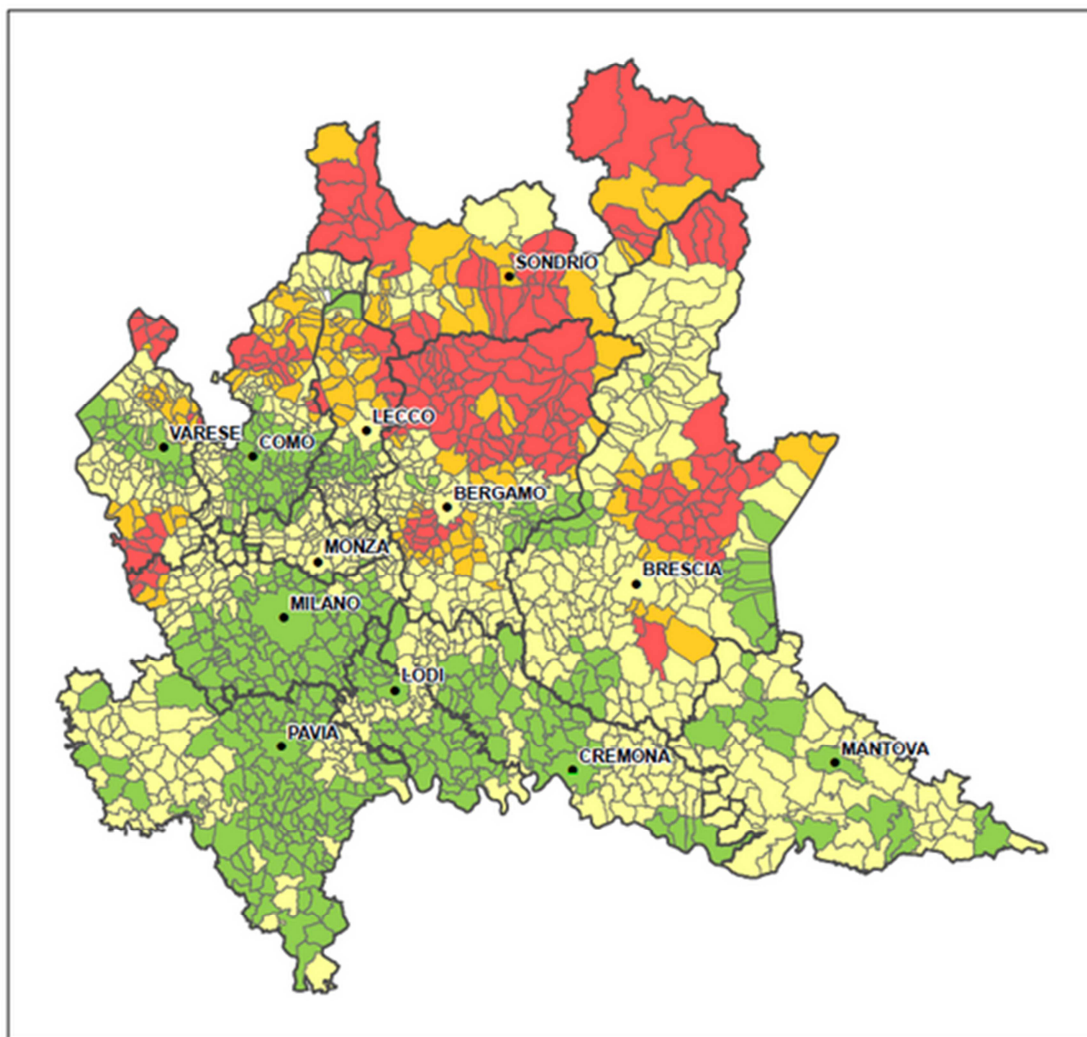 SONDRIO
LECCO
VARESE
COMO
BERGAMO
MONZA
BRESCIA
MILANO
LODI
PAVIA
MANTOVA
CREMONA